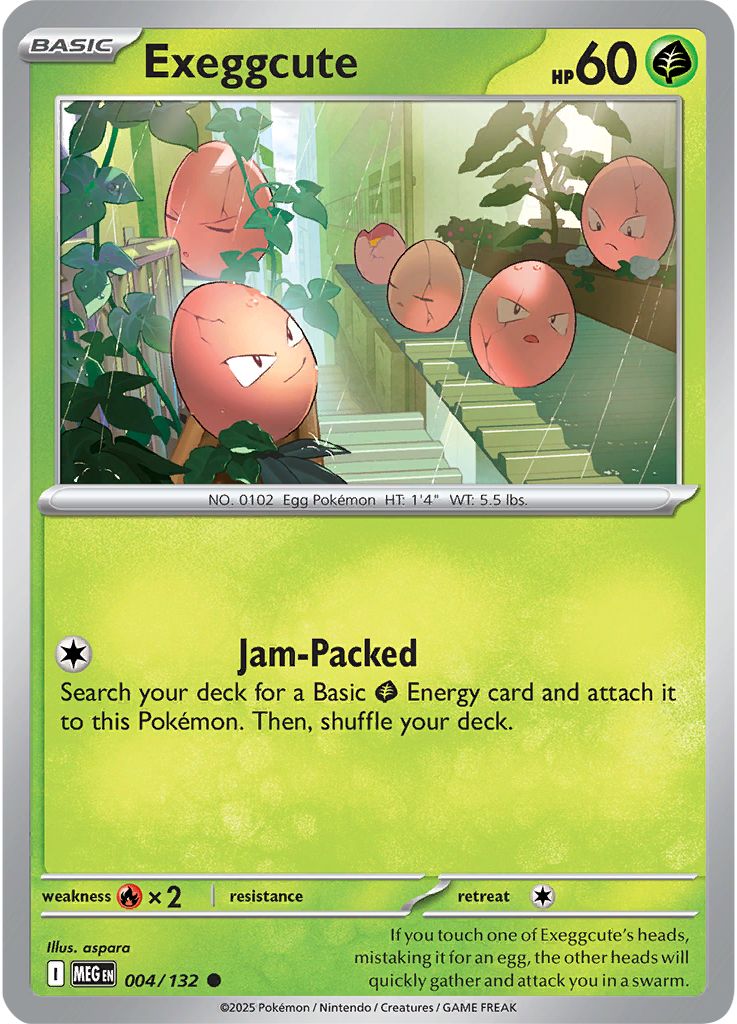 BASIC
Exeggcute
HP 60
NO. 0102 Egg Pokémon HT: 1'4" WT: 5.5 lbs.
Jam-Packed
Search your deck for a Basic Energy card and attach it
to this Pokémon. Then, shuffle your deck.
weakness ×2 resistance retreat
Illus. aspara
I MEG EN 004/132
If you touch one of Exeggcute's heads,
mistaking it for an egg, the other heads will
quickly gather and attack you in a swarm.
©2025 Pokémon / Nintendo / Creatures / GAME FREAK